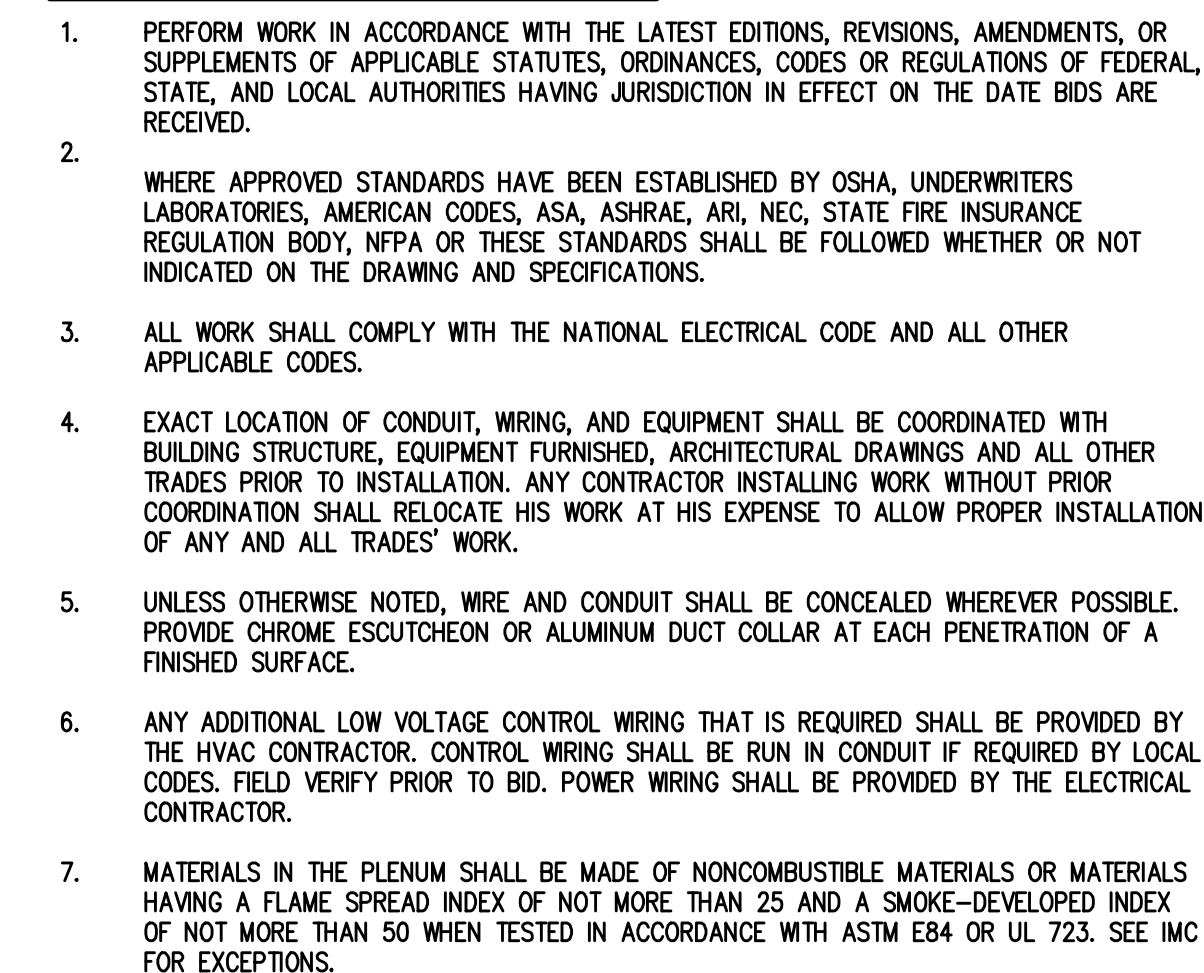 1. PERFORM WORK IN ACCORDANCE WITH THE LATEST EDITIONS, REVISIONS, AMENDMENTS, OR
SUPPLEMENTS OF APPLICABLE STATUTES, ORDINANCES, CODES OR REGULATIONS OF FEDERAL,
STATE, AND LOCAL AUTHORITIES HAVING JURISDICTION IN EFFECT ON THE DATE BIDS ARE
RECEIVED.
2.
WHERE APPROVED STANDARDS HAVE BEEN ESTABLISHED BY OSHA, UNDERWRITERS
LABORATORIES, AMERICAN CODES, ASA, ASHRAE, ARI, NEC, STATE FIRE INSURANCE
REGULATION BODY, NFPA OR THESE STANDARDS SHALL BE FOLLOWED WHETHER OR NOT
INDICATED ON THE DRAWING AND SPECIFICATIONS.
3. ALL WORK SHALL COMPLY WITH THE NATIONAL ELECTRICAL CODE AND ALL OTHER
APPLICABLE CODES.
4. EXACT LOCATION OF CONDUIT, WIRING, AND EQUIPMENT SHALL BE COORDINATED WITH
BUILDING STRUCTURE, EQUIPMENT FURNISHED, ARCHITECTURAL DRAWINGS AND ALL OTHER
TRADES PRIOR TO INSTALLATION. ANY CONTRACTOR INSTALLING WORK WITHOUT PRIOR
COORDINATION SHALL RELOCATE HIS WORK AT HIS EXPENSE TO ALLOW PROPER INSTALLATION
OF ANY AND ALL TRADES' WORK.
5. UNLESS OTHERWISE NOTED, WIRE AND CONDUIT SHALL BE CONCEALED WHEREVER POSSIBLE.
PROVIDE CHROME ESCUTCHEON OR ALUMINUM DUCT COLLAR AT EACH PENETRATION OF A
FINISHED SURFACE.
6. ANY ADDITIONAL LOW VOLTAGE CONTROL WIRING THAT IS REQUIRED SHALL BE PROVIDED BY
THE HVAC CONTRACTOR. CONTROL WIRING SHALL BE RUN IN CONDUIT IF REQUIRED BY LOCAL
CODES. FIELD VERIFY PRIOR TO BID. POWER WIRING SHALL BE PROVIDED BY THE ELECTRICAL
CONTRACTOR.
7. MATERIALS IN THE PLENUM SHALL BE MADE OF NONCOMBUSTIBLE MATERIALS OR MATERIALS
HAVING A FLAME SPREAD INDEX OF NOT MORE THAN 25 AND A SMOKE-DEVELOPED INDEX
OF NOT MORE THAN 50 WHEN TESTED IN ACCORDANCE WITH ASTM E84 OR UL 723. SEE IMC
FOR EXCEPTIONS.